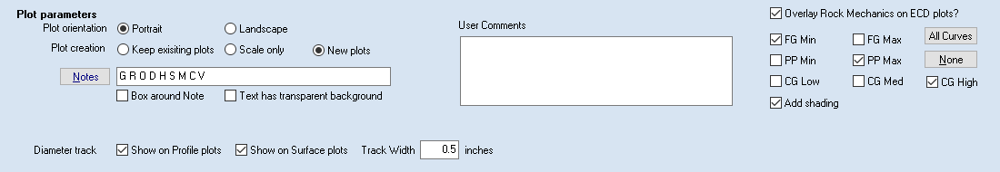 Plot parameters
Plot orientation Portrait Landscape
Plot creation Keep exisiting plots Scale only New plots
Notes G R O D H S M C V
Box around Note Text has transparent background
Diameter track Show on Profile plots Show on Surface plots Track Width 0.5 inches
User Comments
Overlay Rock Mechanics on ECD plots?
FG Min FG Max All Curves
PP Min PP Max None
CG Low CG Med CG High
Add shading